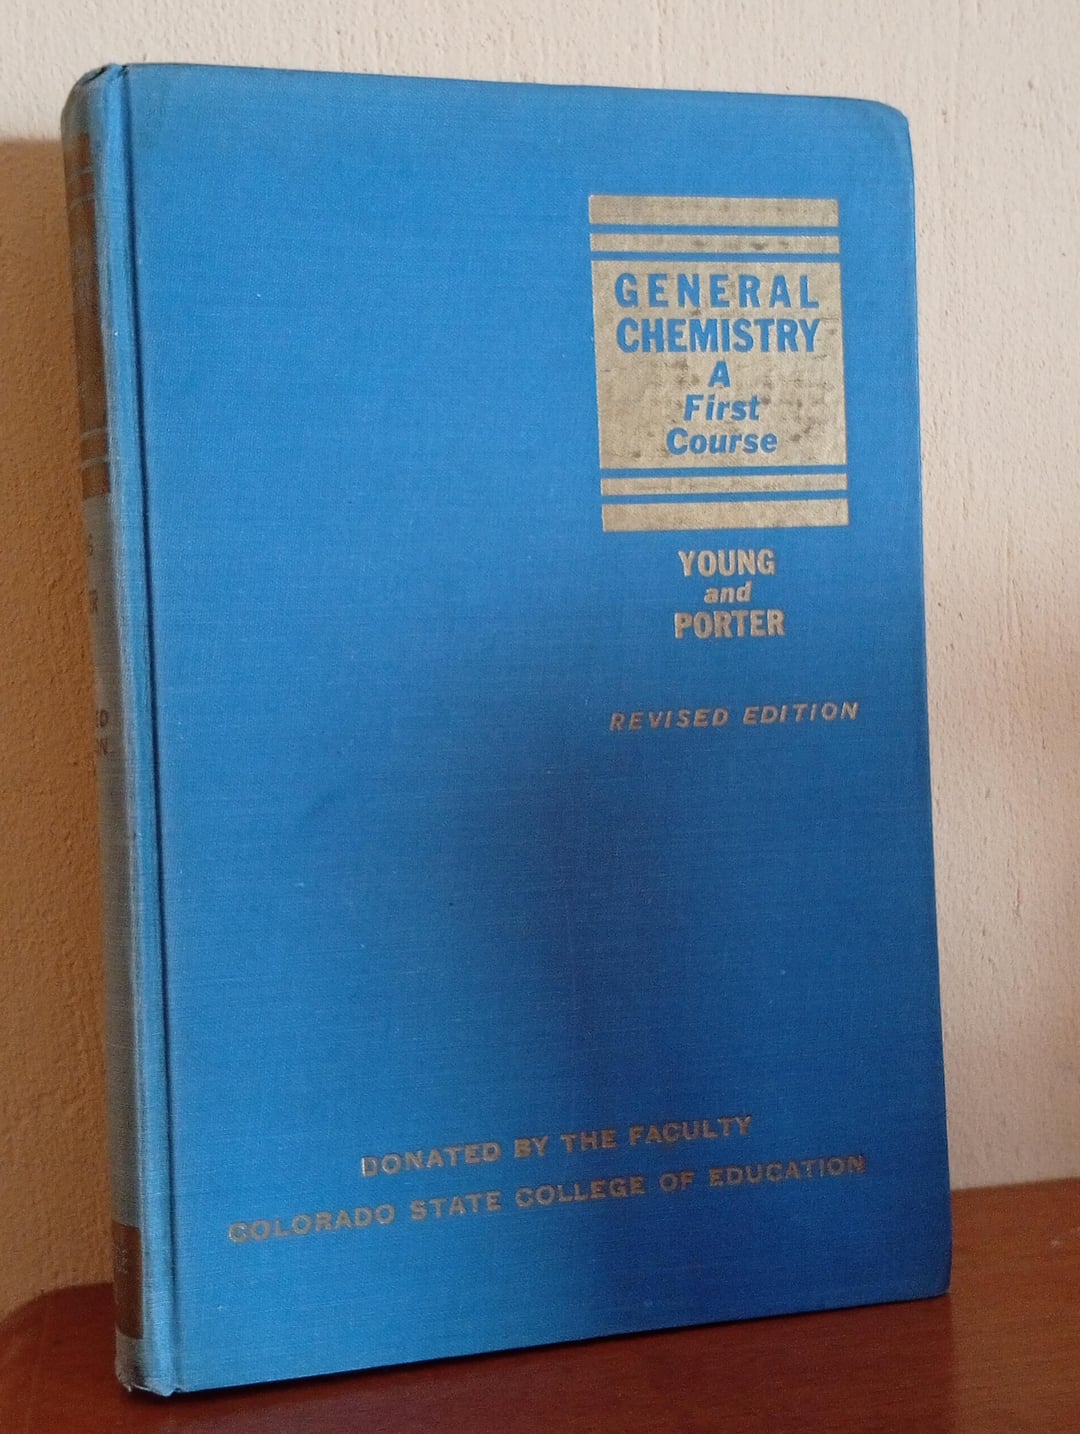 GENERAL
CHEMISTRY
A
First
Course
YOUNG
and
PORTER
REVISED EDITION
DONATED BY THE FACULTY
COLORADO STATE COLLEGE OF EDUCATION